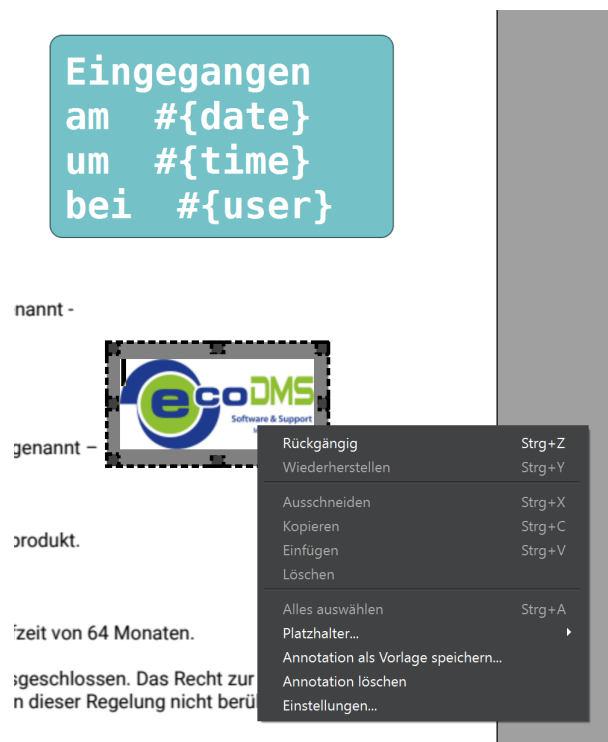 Eingegangen
am #{date}
um #{time}
bei #{user}
nannt -
ecoDMS
Software & Support
genannt –
Rückgängig Strg+Z
Wiederherstellen Strg+Y
Ausschneiden Strg+X
Kopieren Strg+C
Einfügen Strg+V
Löschen
produkt.
Alles auswählen Strg+A
fzeit von 64 Monaten.
Platzhalter...
Annotation als Vorlage speichern...
sgeschlossen. Das Recht zur
Annotation löschen
n dieser Regelung nicht berü
Einstellungen...